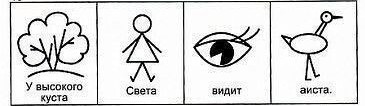 У высокого
куста
Света
видит
аиста.